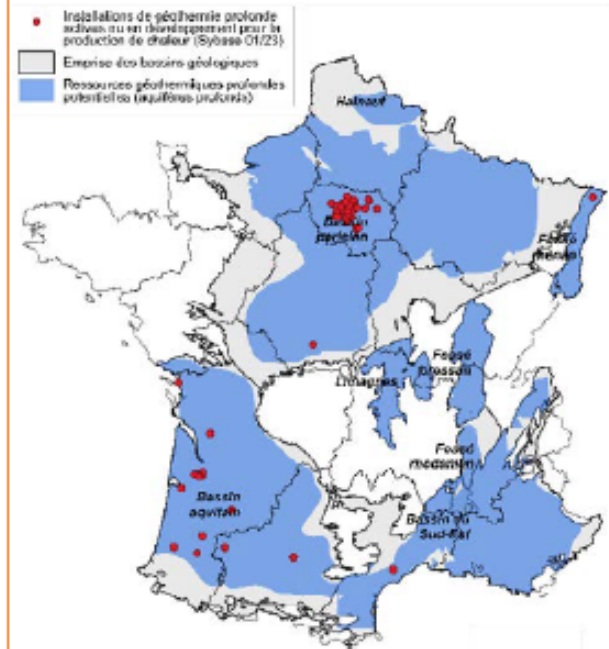 Installations de géothermie profonde
actives ou en développement pour la
production de chaleur (Sybase 01/23)
Emprise des bassins géologiques
Ressources géothermiques profondes
potentielles (aquifères profonds)
Hainaut
Bassin
parisien
Fossé
rhénan
Fossé
bressan
Limagnes
Fossé
rhodanien
Bassin
aquitain
Bassin du
Sud-Est